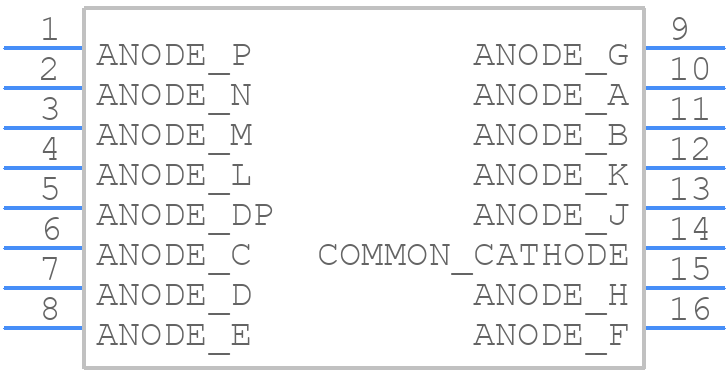 1 9
ANODE_P ANODE_G
2 10
ANODE_N ANODE_A
3 11
ANODE_M ANODE_B
4 12
ANODE_L ANODE_K
5 13
ANODE_DP ANODE_J
6 14
ANODE_C COMMON_CATHODE
7 15
ANODE_D ANODE_H
8 16
ANODE_E ANODE_F